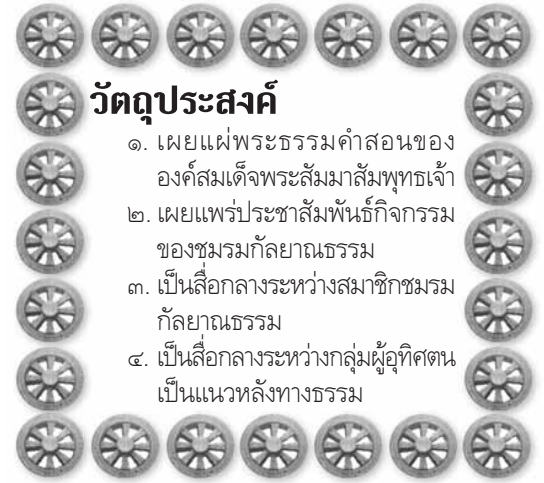 วัตถุประสงค์
๑. เผยแผ่พระธรรมคำสอนของ
องค์สมเด็จพระสัมมาสัมพุทธเจ้า
๒. เผยแพร่ประชาสัมพันธ์กิจกรรม
ของชมรมกัลยาณธรรม
๓. เป็นสื่อกลางระหว่างสมาชิกชมรม
กัลยาณธรรม
๔. เป็นสื่อกลางระหว่างกลุ่มผู้อุทิศตน
เป็นแนวหลังทางธรรม